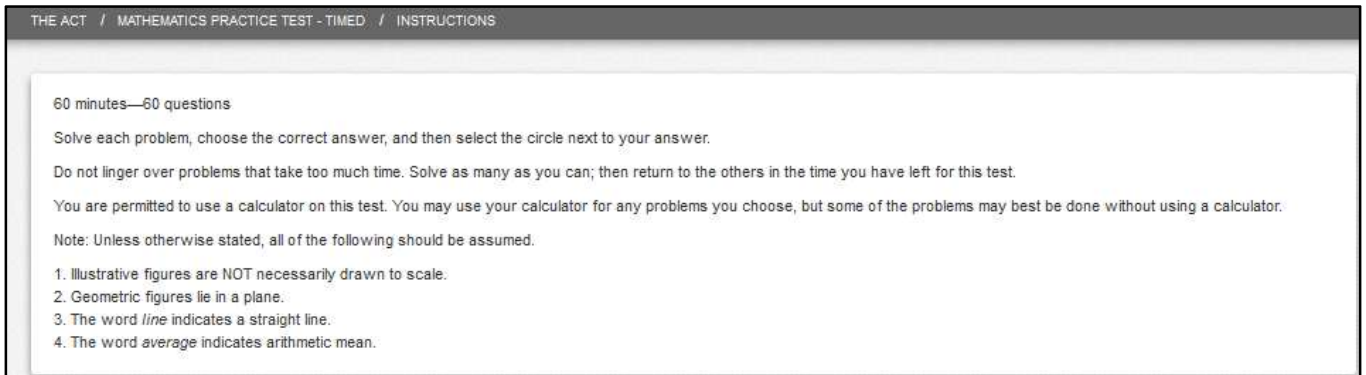 THE ACT / MATHEMATICS PRACTICE TEST - TIMED / INSTRUCTIONS
60 minutes—60 questions
Solve each problem, choose the correct answer, and then select the circle next to your answer.
Do not linger over problems that take too much time. Solve as many as you can; then return to the others in the time you have left for this test.
You are permitted to use a calculator on this test. You may use your calculator for any problems you choose, but some of the problems may best be done without using a calculator.
Note: Unless otherwise stated, all of the following should be assumed.
1. Illustrative figures are NOT necessarily drawn to scale.
2. Geometric figures lie in a plane.
3. The word line indicates a straight line.
4. The word average indicates arithmetic mean.